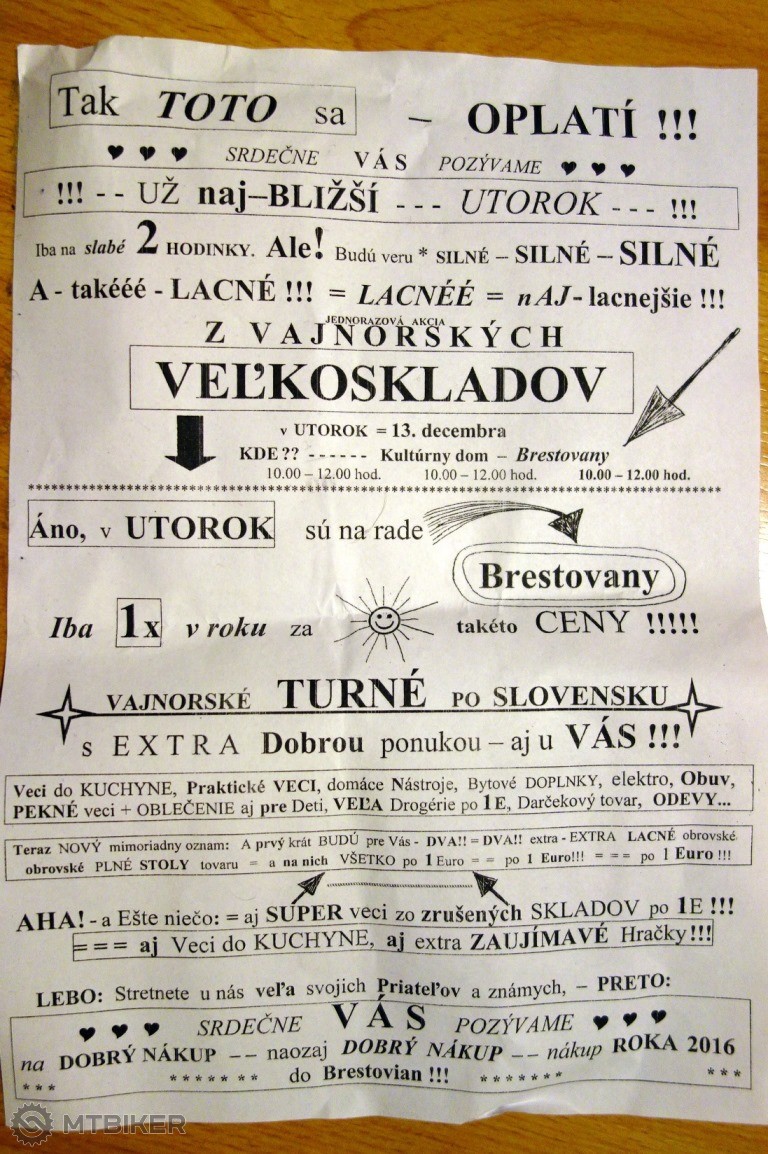 Tak TOTO sa – OPLATÍ !!!
♥ ♥ ♥ SRDEČNE VÁS POZÝVAME ♥ ♥ ♥
!!! - - UŽ naj–BLIŽŠÍ - - - UTOROK - - - !!!
Iba na slabé 2 HODINKY. Ale! Budú veru * SILNÉ – SILNÉ – SILNÉ
A - takééé - LACNÉ !!! = LACNÉÉ = nAJ - lacnejšie !!!
JEDNORAZOVÁ AKCIA
Z VAJNORSKÝCH
VEĽKOSKLADOV
v UTOROK = 13. decembra
KDE ?? - - - - - - Kultúrny dom – Brestovany
10.00 – 12.00 hod. 10.00 – 12.00 hod. 10.00 – 12.00 hod.
Áno, v UTOROK sú na rade
Brestovany
Iba 1x v roku za takéto CENY !!!!!
VAJNORSKÉ TURNÉ PO SLOVENSKU
s EXTRA Dobrou ponukou – aj u VÁS !!!
Veci do KUCHYNE, Praktické VECI, domáce Nástroje, Bytové DOPLNKY, elektro, Obuv,
PEKNÉ veci + OBLEČENIE aj pre Deti, VEĽA Drogérie po 1E, Darčekový tovar, ODEVY...
Teraz NOVÝ mimoriadny oznam: A prvý krát BUDÚ pre Vás - DVA!! = DVA!! extra - EXTRA LACNÉ obrovské
obrovské PLNÉ STOLY tovaru = a na nich VŠETKO po 1 Euro = = po 1 Euro!!! = = = po 1 Euro !!!
AHA! - a Ešte niečo: = aj SÚPER veci zo zrušených SKLADOV po 1E !!!
= = = aj Veci do KUCHYNE, aj extra ZAUJÍMAVÉ Hračky!!!
LEBO: Stretnete u nás veľa svojich Priateľov a známych, – PRETO:
♥ ♥ ♥ SRDEČNE VÁS POZÝVAME ♥ ♥ ♥
na DOBRÝ NÁKUP – – naozaj DOBRÝ NÁKUP – – nákup ROKA 2016
* * * * * * * * * * do Brestovian !!! * * * * * * * * * *
MTBIKER